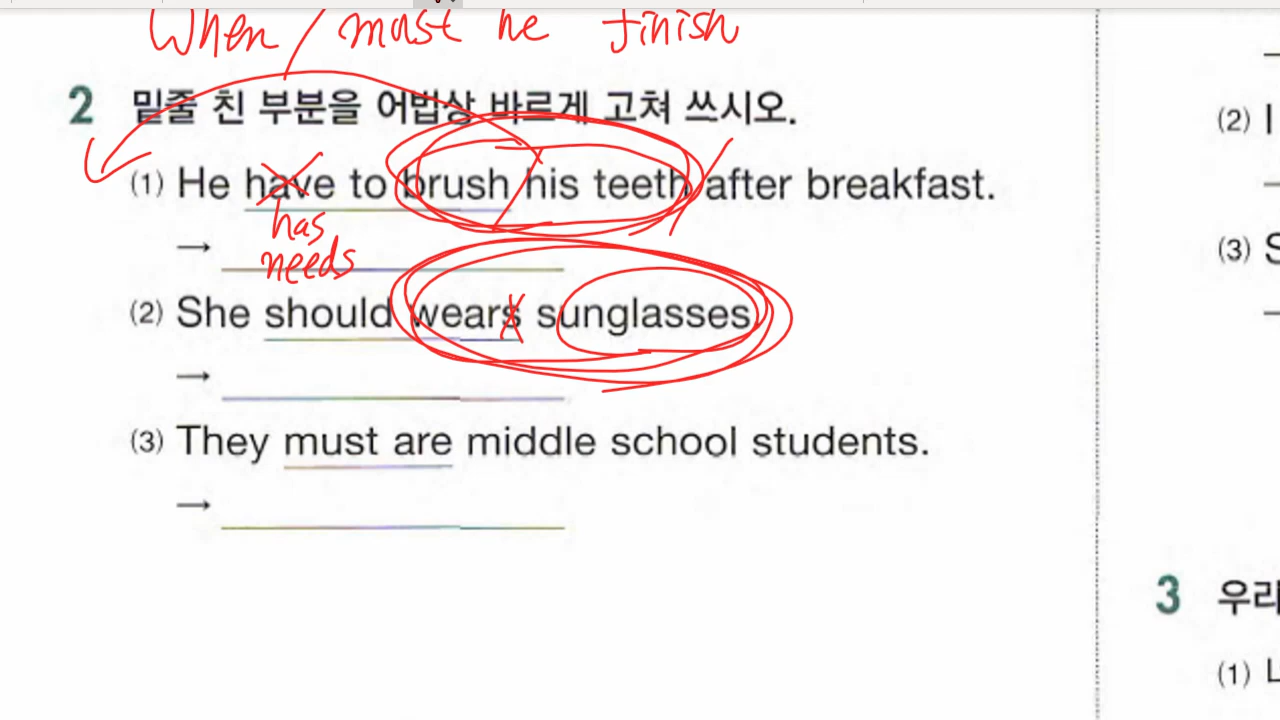 When / must he finish
2 밑줄 친 부분을 어법상 바르게 고쳐 쓰시오.
(1) He have to brush his teeth after breakfast.
has
→ needs
(2) She should wears sunglasses
→
(3) They must are middle school students.
→
(2) I
(3) S
3 우리
(1)